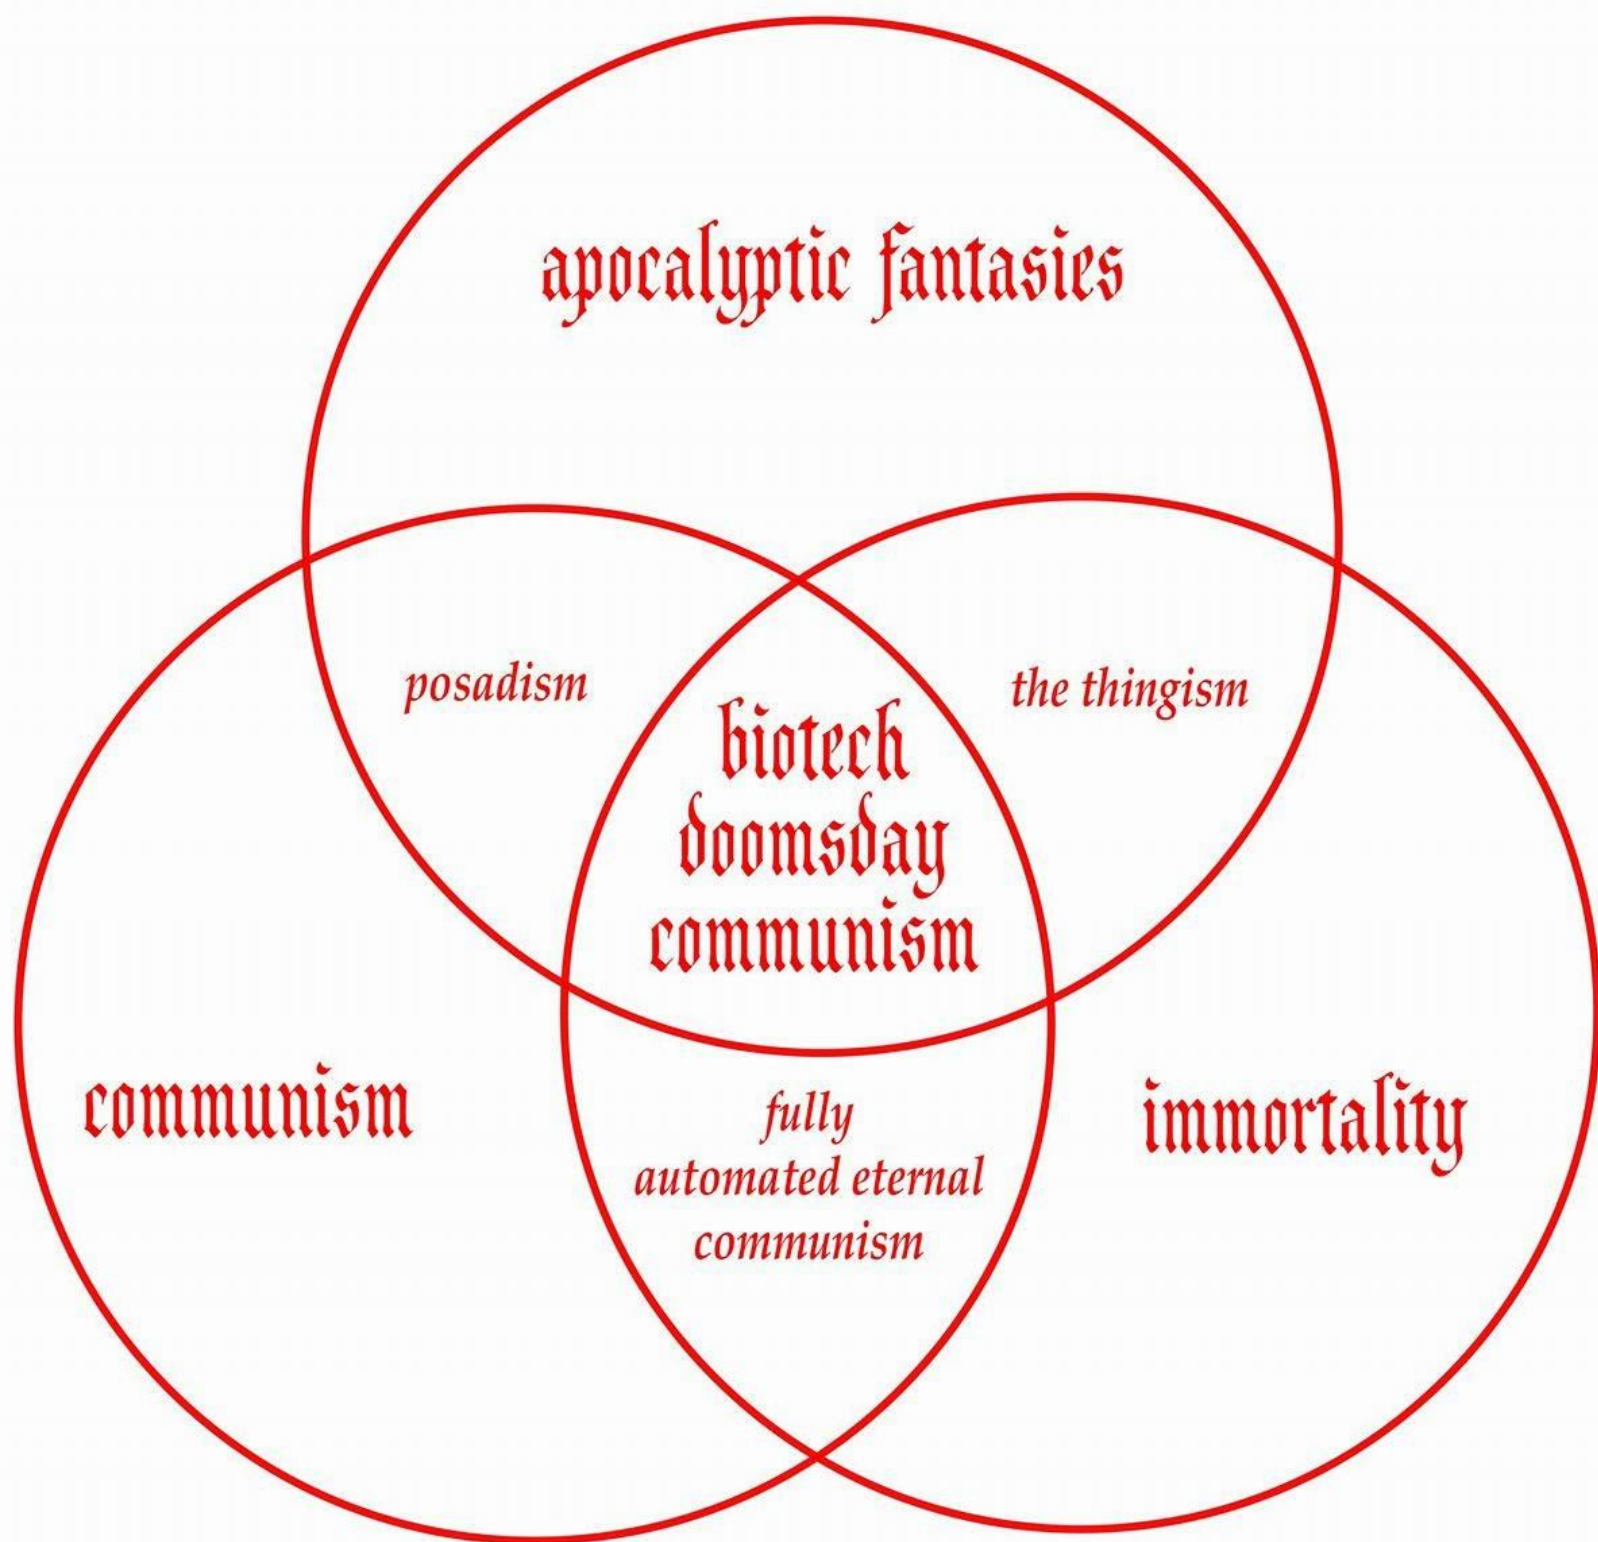 apocalyptic fantasies
posadism
the thingism
biotech
doomsday
communism
communism
immortality
fully
automated eternal
communism